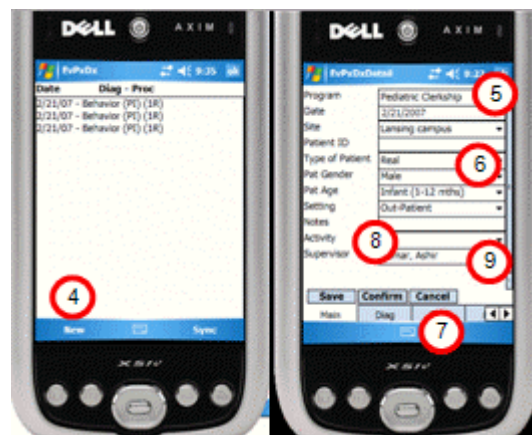 DELL AXIM
EvPxDx 9:35 ok
Date Diag - Proc
2/21/07 - Behavior (PI) (1R)
2/21/07 - Behavior (PI) (1R)
2/21/07 - Behavior (PI) (1R)
4
New Sync
X51v
DELL AXIM
EvPxDxDetail
Program Pediatric Clerkship 5
Date 2/21/2007
Site Lansing campus
Patient ID
Type of Patient Real 6
Pat Gender Male
Pat Age Infant (1-12 mths)
Setting Out-Patient
Notes
Activity 8
Supervisor Ashir 9
Save Confirm Cancel
Main Diag
7
X51v